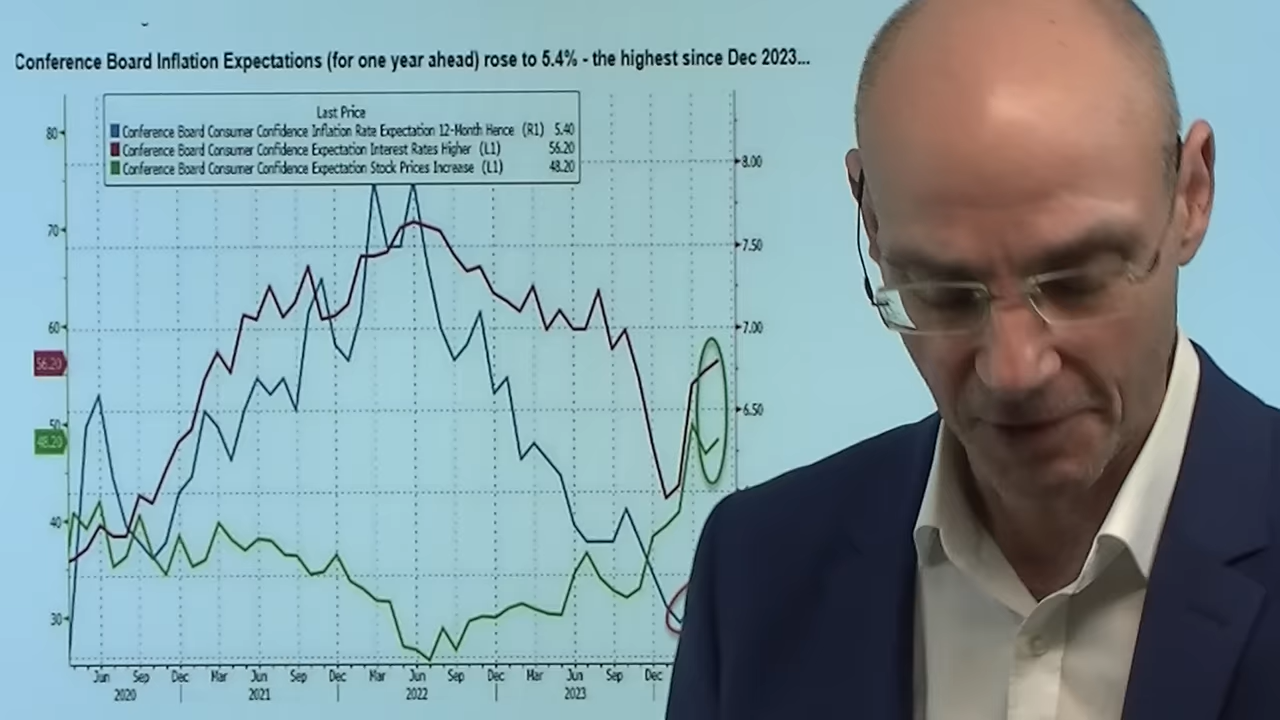 Conference Board Inflation Expectations (for one year ahead) rose to 5.4% - the highest since Dec 2023...
Last Price
Conference Board Consumer Confidence Inflation Rate Expectation 12-Month Hence (R1) 5.40
Conference Board Consumer Confidence Expectation Interest Rates Higher (L1) 56.20
Conference Board Consumer Confidence Expectation Stock Prices Increase (L1) 48.20
80
70
60
56.20
50
48.20
40
30
8.00
7.50
7.00
6.50
Jun Sep Dec Mar Jun Sep Dec Mar Jun Sep Dec Mar Jun Sep Dec
2020 2021 2022 2023